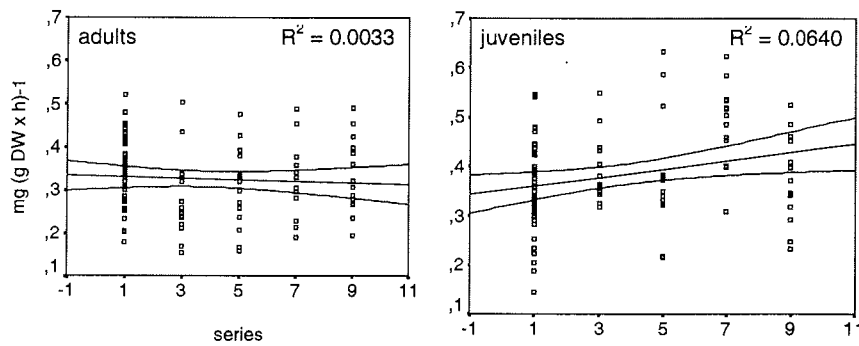 adults R² = 0.0033
,7
,6
,5
,4
,3
,2
,1
mg (g DW x h)-1
-1 1 3 5 7 9 11
series
juveniles R² = 0.0640
,7
,6
,5
,4
,3
,2
,1
-1 1 3 5 7 9 11